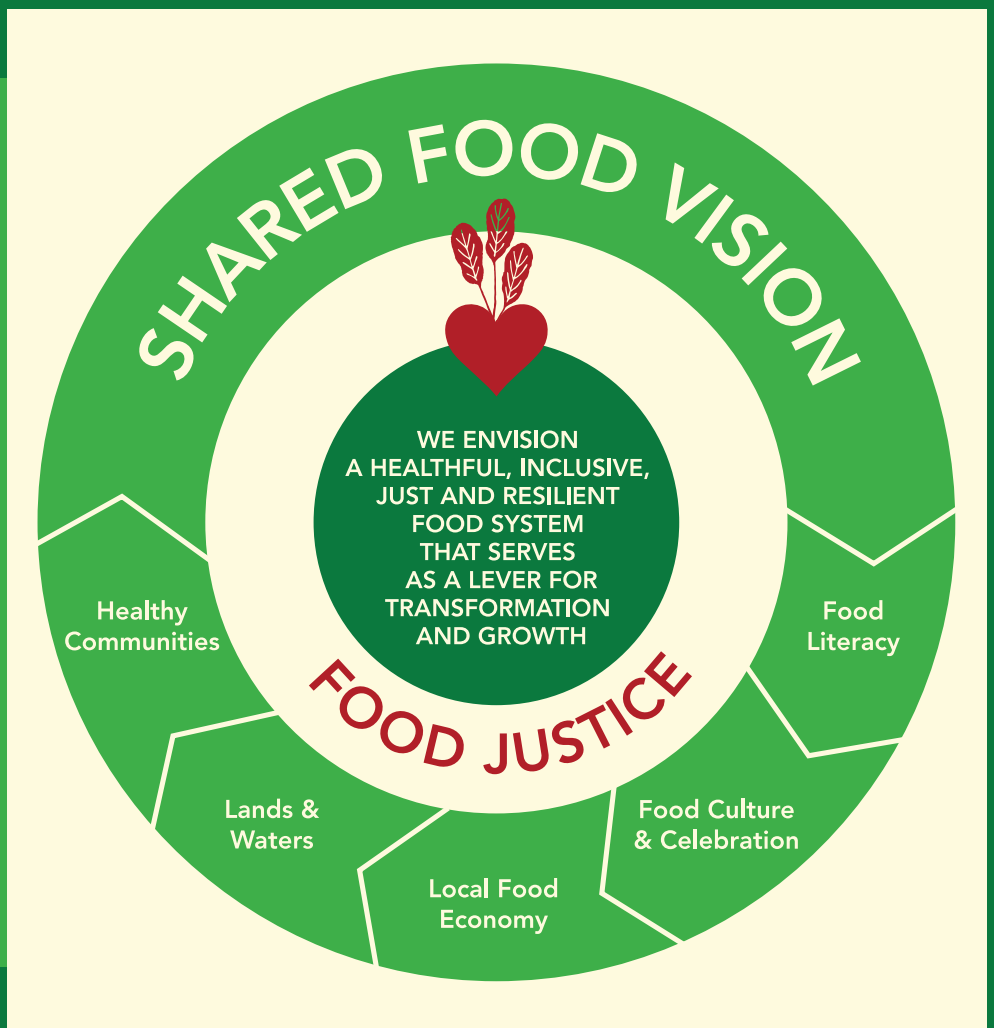 SHARED FOOD VISION
WE ENVISION
A HEALTHFUL, INCLUSIVE,
JUST AND RESILIENT
FOOD SYSTEM
THAT SERVES
AS A LEVER FOR
TRANSFORMATION
AND GROWTH
FOOD JUSTICE
Healthy
Communities
Lands &
Waters
Local Food
Economy
Food Culture
& Celebration
Food
Literacy